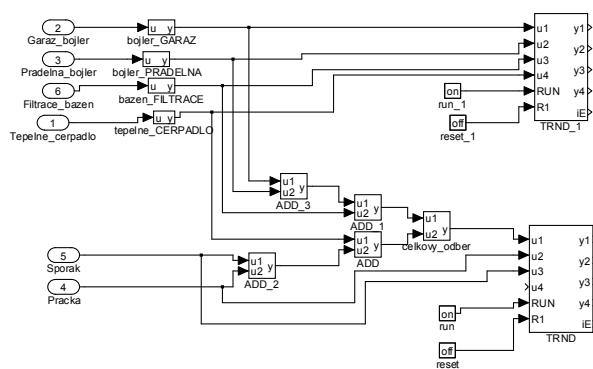 2
Garaz_bojler
u y
bojler_GARAZ
3
Pradelna_bojler
u y
bojler_PRADELNA
6
Filtrace_bazen
u y
bazen_FILTRACE
1
Tepelne_cerpadlo
u y
tepelne_CERPADLO
on
run_1
off
reset_1
u1 y1
u2 y2
u3 y3
u4 y4
RUN
R1 iE
TRND_1
u1
u2 y
ADD_3
u1
u2 y
ADD_1
u1
u2 y
celkovy_odber
u1
u2 y
ADD
5
Sporak
4
Pracka
u1
u2 y
ADD_2
on
run
off
reset
u1 y1
u2 y2
u3 y3
u4
RUN y4
R1 iE
TRND